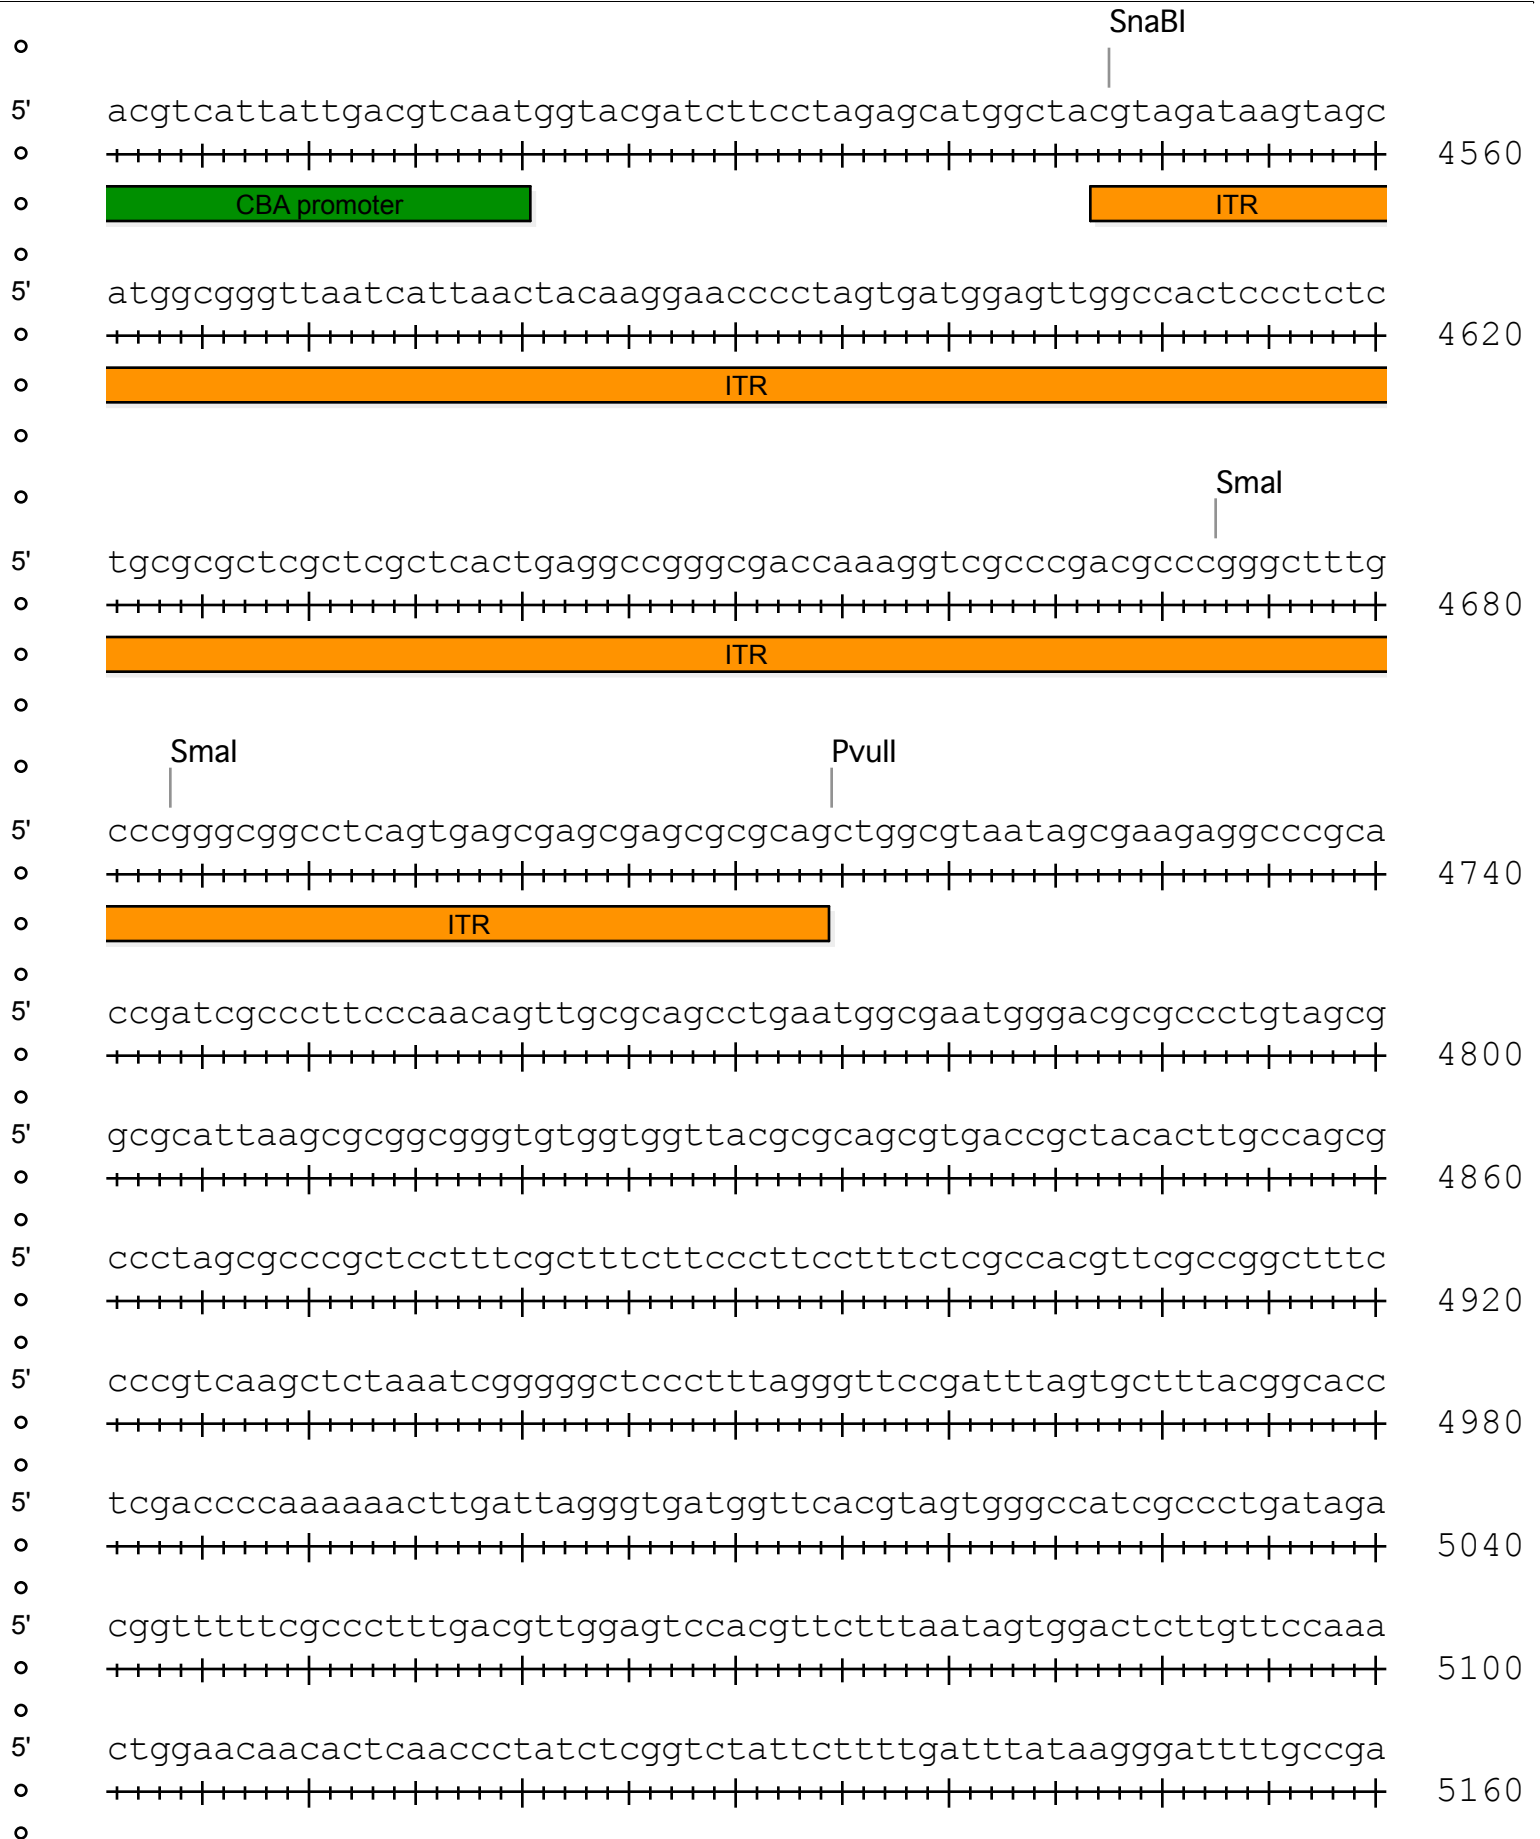 SnaBI
5' acgtcattattgacgtcaatggtacgatcttcctagagcatggctacgtagataagtagc
4560
CBA promoter ITR
5' atggcgggttaatcattaactacaaggaacccctagtgatggagttggccactccctctc
4620
ITR
SmaI
5' tgcgcgctcgctcgctcactgaggccgggcgaccaaaggtcgcccgacgcccgggctttg
4680
ITR
SmaI PvuII
5' cccgggcggcctcagtgagcgagcgagcgcgcagctggcgtaatagcgaagaggcccgca
4740
ITR
5' ccgatcgcccttcccaacagttgcgcagcctgaatggcgaatgggacgcgccctgtagcg
4800
5' gcgcattaagcgcggcgggtgtggtggttacgcgcagcgtgaccgctacacttgccagcg
4860
5' ccctagcgcccgctcctttcgctttcttcccttcctttctcgccacgttcgccggctttc
4920
5' cccgtcaagctctaaatcgggggctccctttagggttccgatttagtgctttacggcacc
4980
5' tcgaccccaaaaaacttgattagggtgatggttcacgtagtgggccatcgccctgataga
5040
5' cggtttttcgccctttgacgttggagtccacgttctttaatagtggactcttgttccaaa
5100
5' ctggaacaacactcaaccctatctcggtctattcttttgatttataagggattttgccga
5160